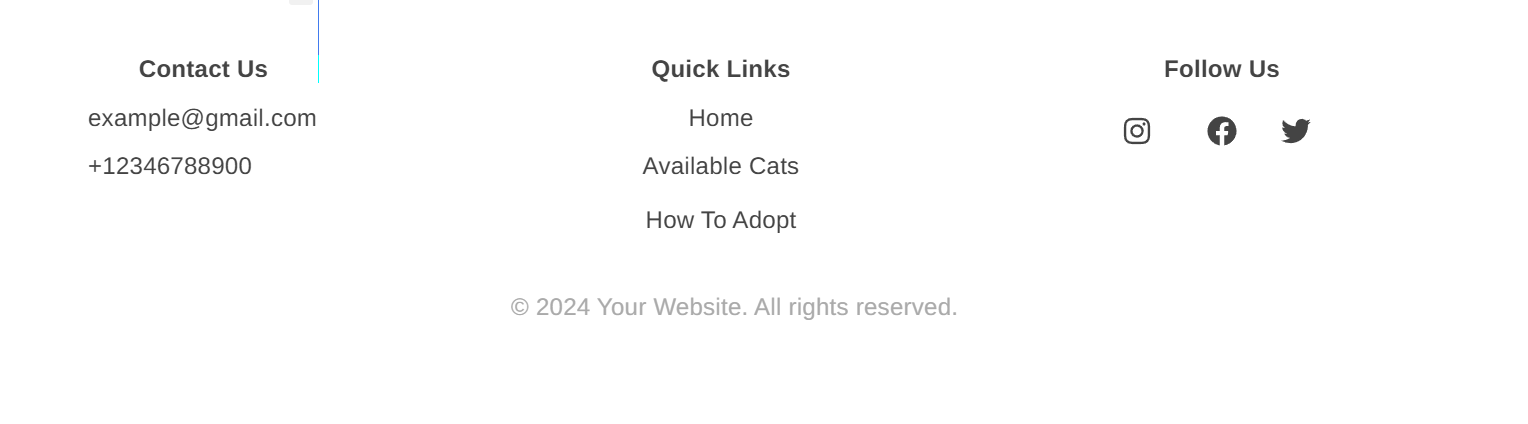 Contact Us
example@gmail.com
+12346788900
Quick Links
Home
Available Cats
How To Adopt
Follow Us
© 2024 Your Website. All rights reserved.